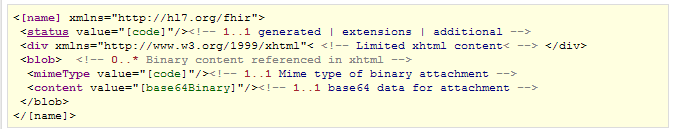 <[name] xmlns="http://hl7.org/fhir">
<status value="[code]"/><!-- 1..1 generated | extensions | additional -->
<div xmlns="http://www.w3.org/1999/xhtml"< <!-- Limited xhtml content< --> </div>
<blob>  <!-- 0..* Binary content referenced in xhtml -->
<mimeType value="[code]"/><!-- 1..1 Mime type of binary attachment -->
<content value="[base64Binary]"/><!-- 1..1 base64 data for attachment -->
</blob>
</[name]>